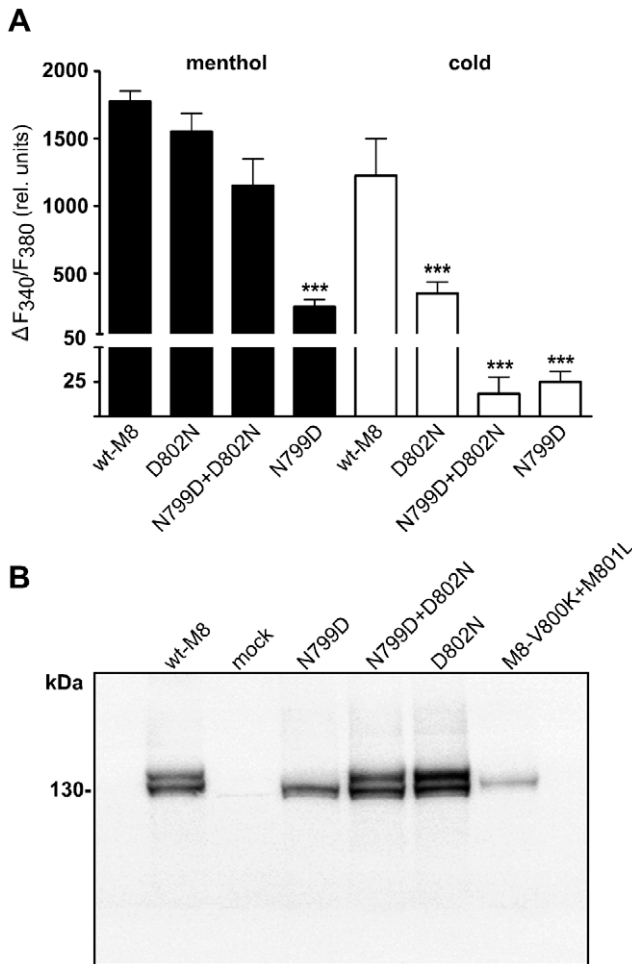 A
menthol cold
2000
1500
1000
500
50
25
Δ F340/F380 (rel. units)
*** *** *** ***
wt-M8 D802N N799D+D802N N799D wt-M8 D802N N799D+D802N N799D
B
wt-M8 mock N799D N799D+D802N D802N M8-V800K+M801L
kDa
130-